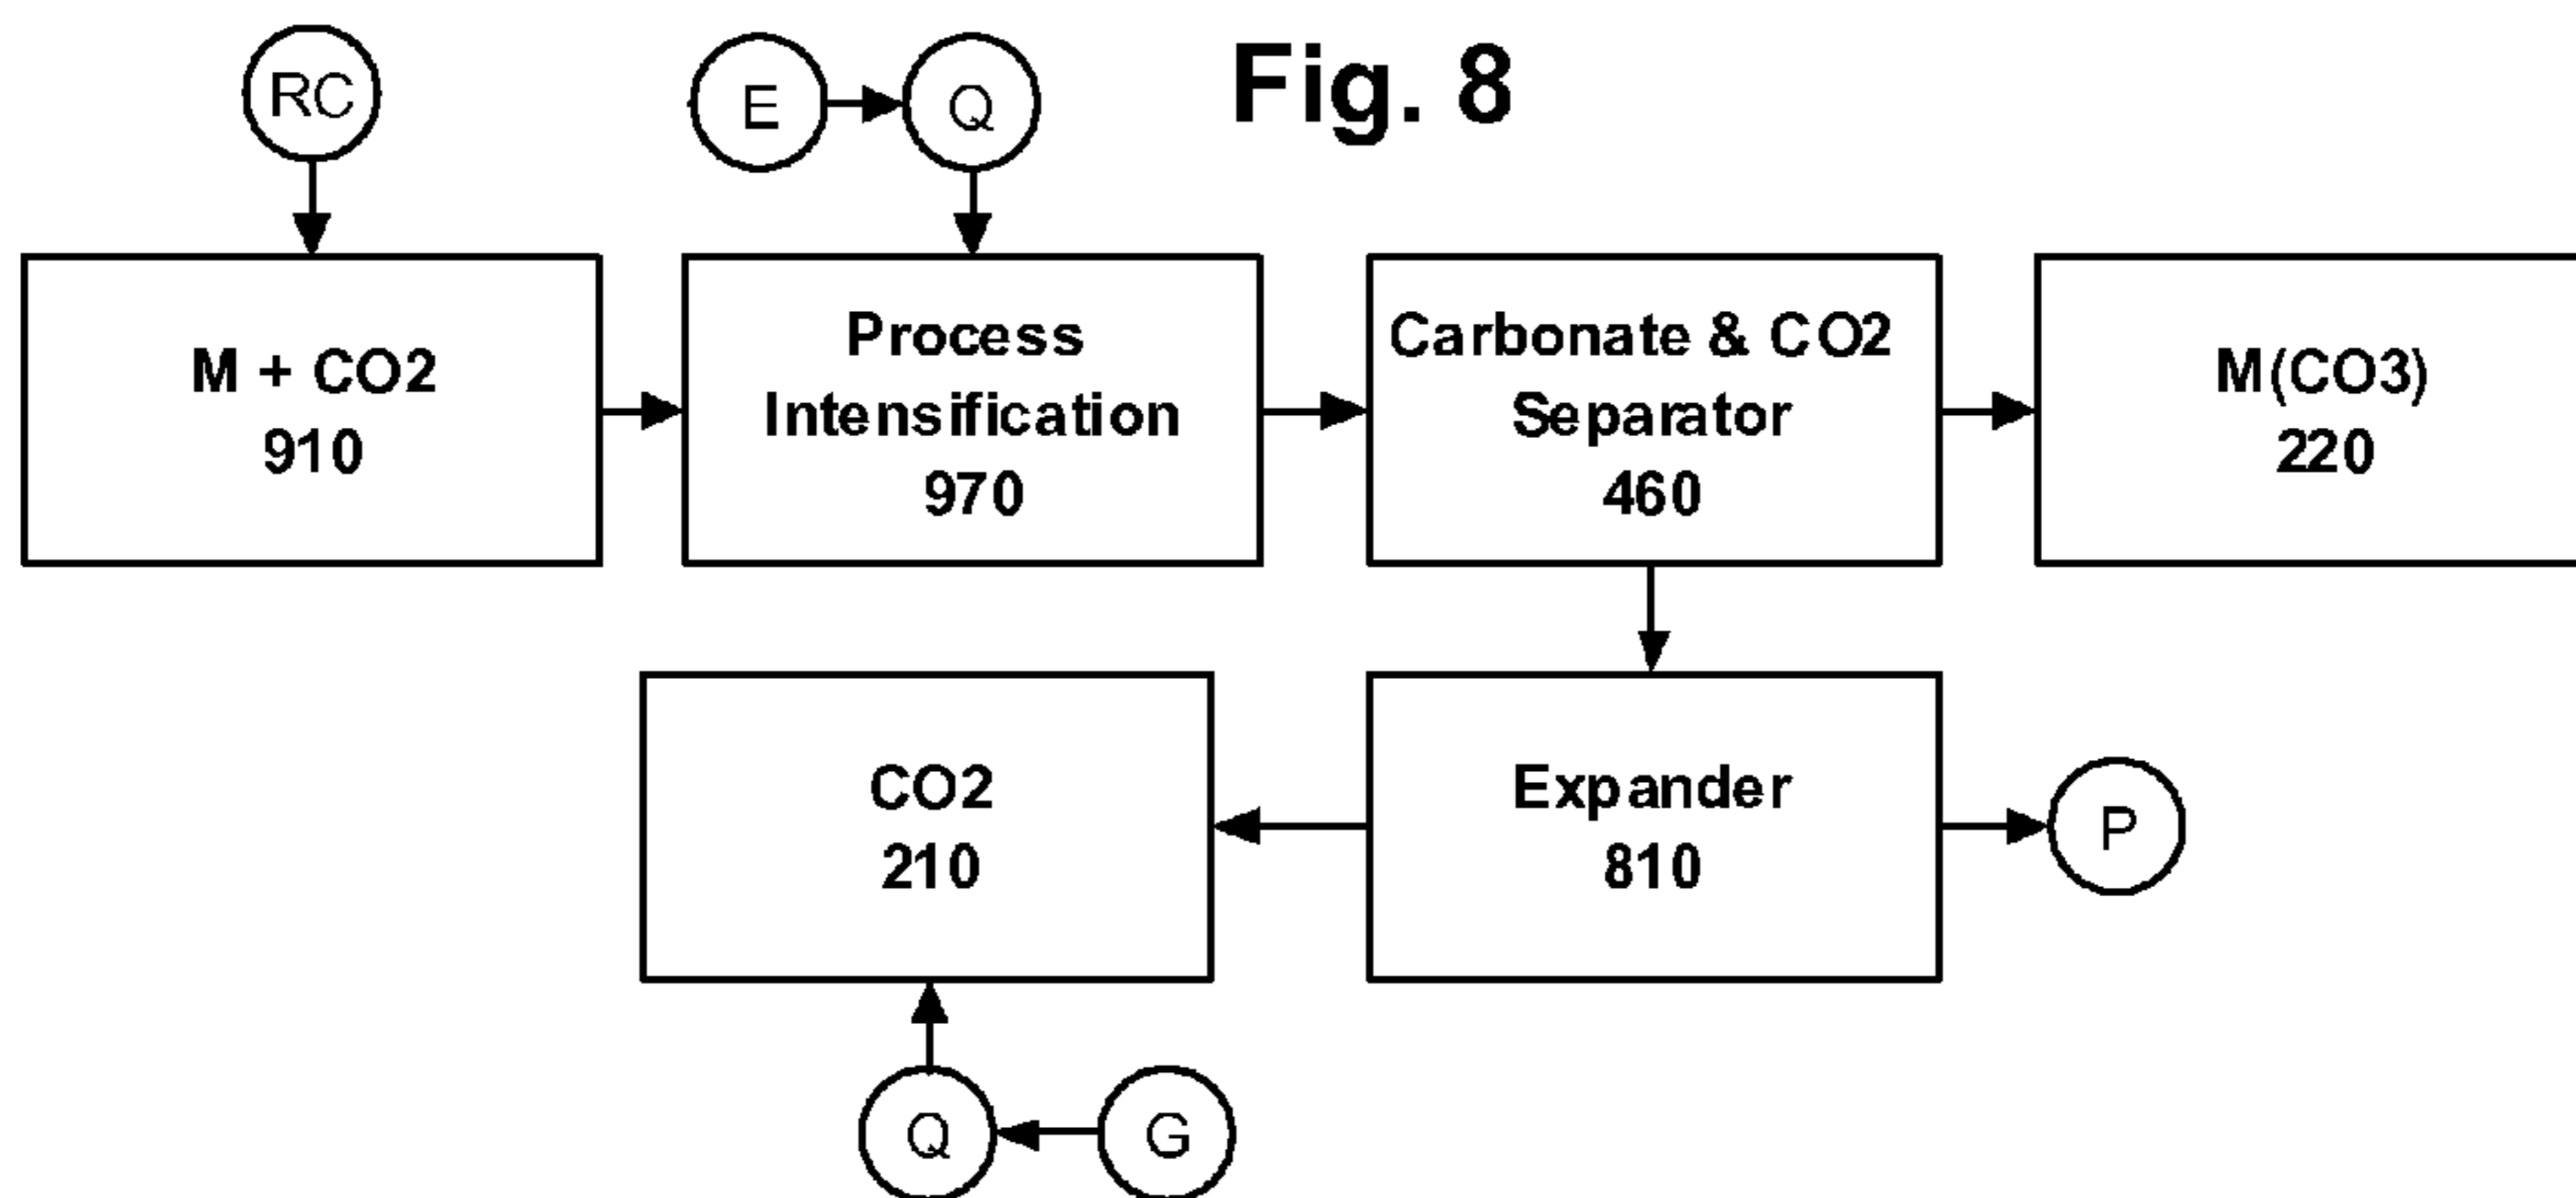 RC
E
Q
Fig. 8
M + CO2
910
Process
Intensification
970
Carbonate & CO2
Separator
460
M(CO3)
220
CO2
210
Expander
810
P
Q
G